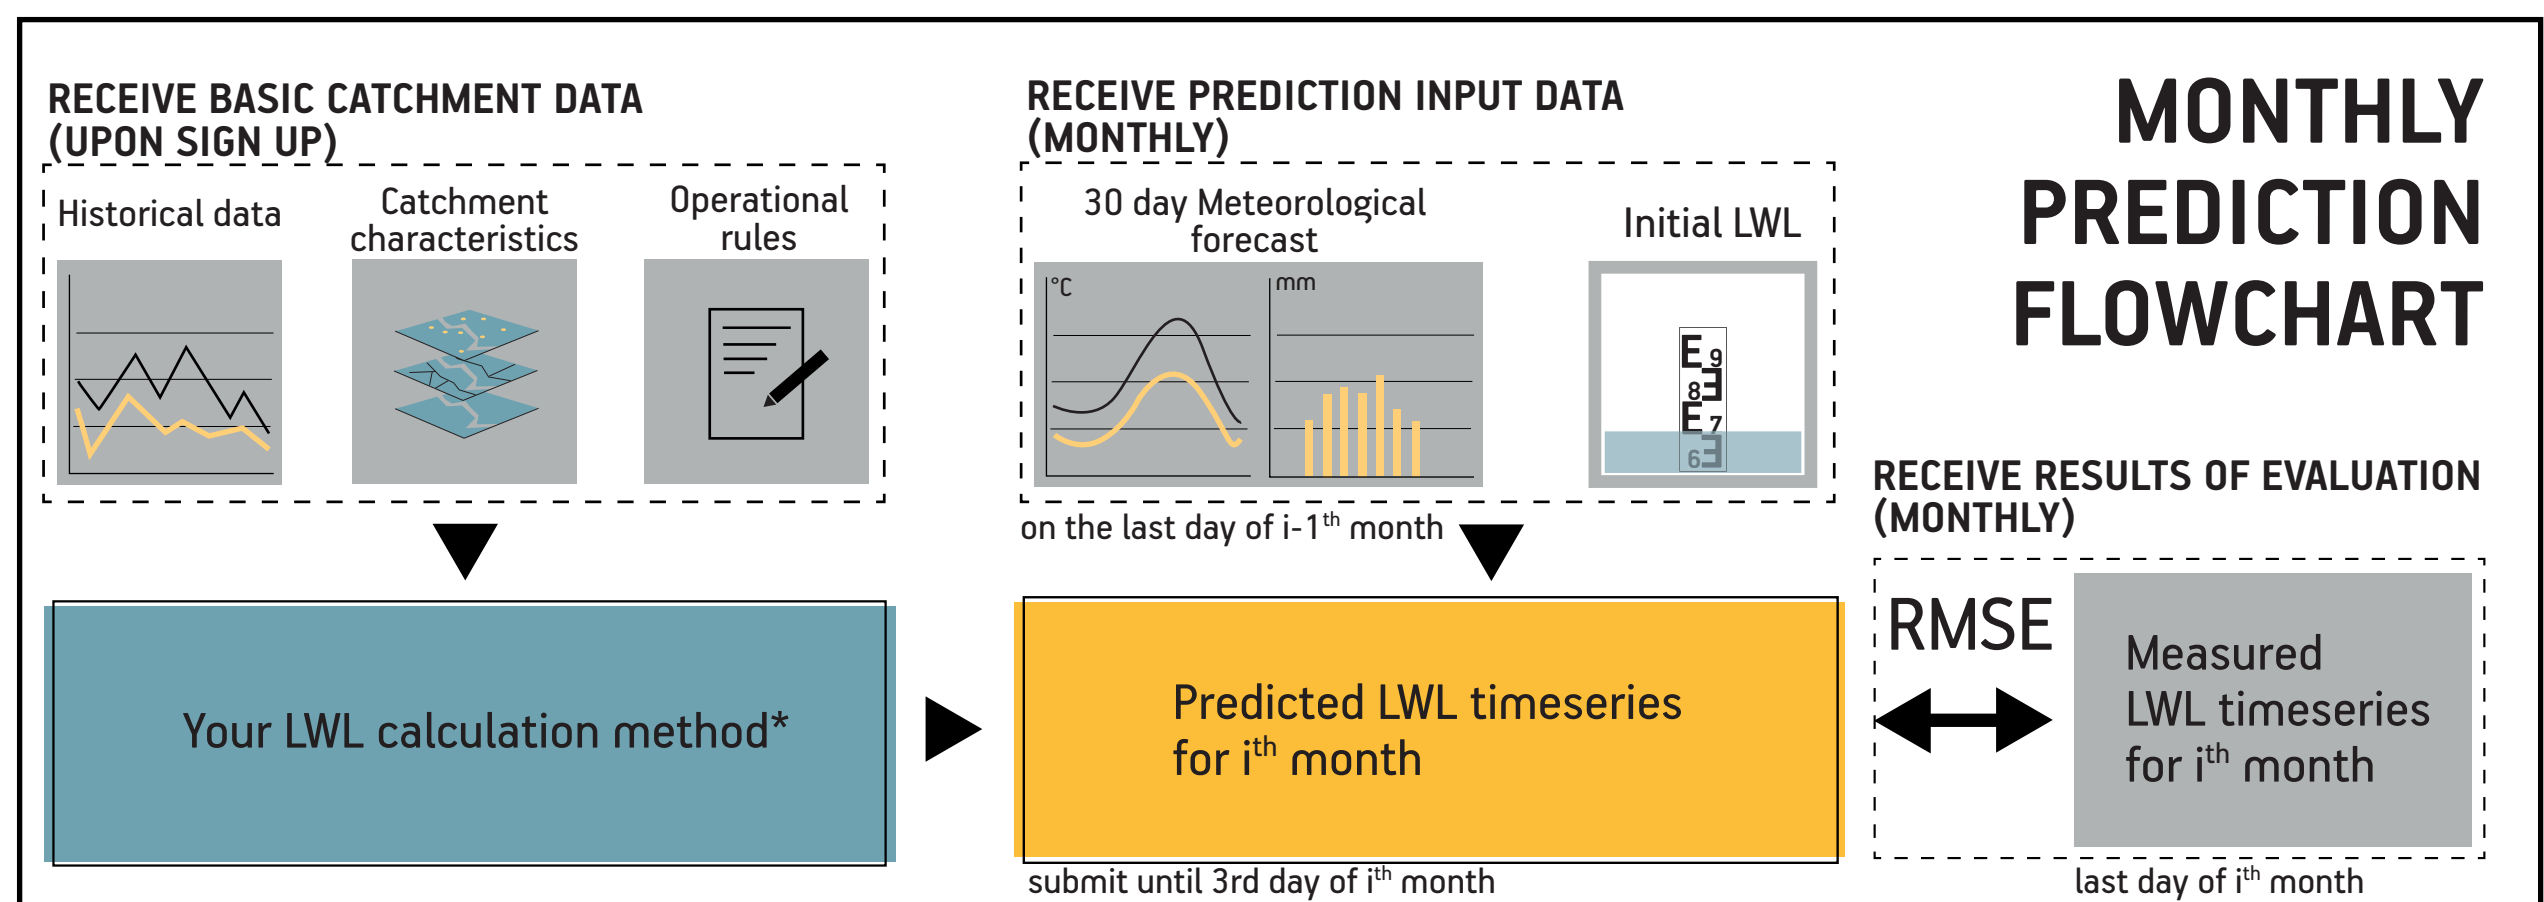 MONTHLY
PREDICTION
FLOWCHART
RECEIVE BASIC CATCHMENT DATA
(UPON SIGN UP)
Historical data
Catchment
characteristics
Operational
rules
RECEIVE PREDICTION INPUT DATA
(MONTHLY)
30 day Meteorological
forecast
°C
mm
Initial LWL
E 9
8 E
E 7
6 E
on the last day of i-1th month
Your LWL calculation method*
Predicted LWL timeseries
for ith month
submit until 3rd day of ith month
RECEIVE RESULTS OF EVALUATION
(MONTHLY)
RMSE
Measured
LWL timeseries
for ith month
last day of ith month